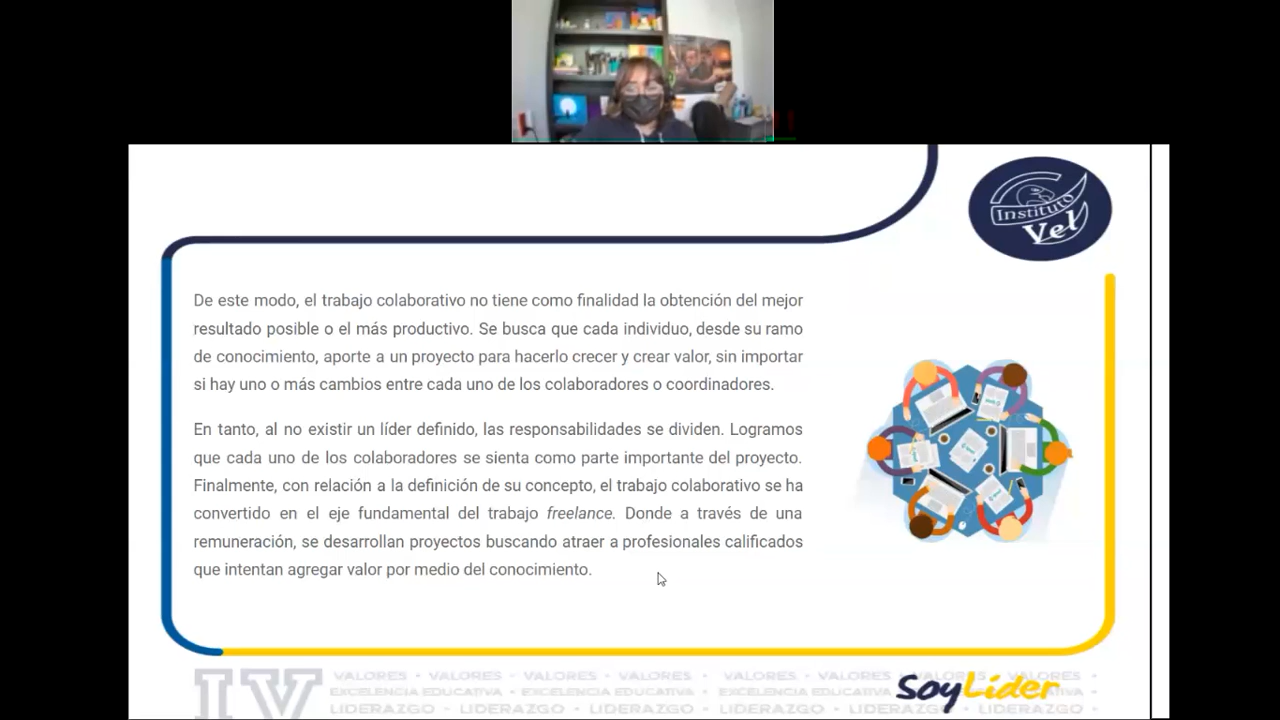 Instituto
Vel
De este modo, el trabajo colaborativo no tiene como finalidad la obtención del mejor
resultado posible o el más productivo. Se busca que cada individuo, desde su ramo
de conocimiento, aporte a un proyecto para hacerlo crecer y crear valor, sin importar
si hay uno o más cambios entre cada uno de los colaboradores o coordinadores.
En tanto, al no existir un líder definido, las responsabilidades se dividen. Logramos
que cada uno de los colaboradores se sienta como parte importante del proyecto.
Finalmente, con relación a la definición de su concepto, el trabajo colaborativo se ha
convertido en el eje fundamental del trabajo freelance. Donde a través de una
remuneración, se desarrollan proyectos buscando atraer a profesionales calificados
que intentan agregar valor por medio del conocimiento.
IV
VALORES • VALORES • VALORES • VALORES • VALORES • VALORES • VALORES •
EXCELENCIA EDUCATIVA • EXCELENCIA EDUCATIVA • EXCELENCIA EDUCATIVA •
LIDERAZGO • LIDERAZGO • LIDERAZGO • LIDERAZGO • LIDERAZGO • LIDERAZGO •
SoyLíder